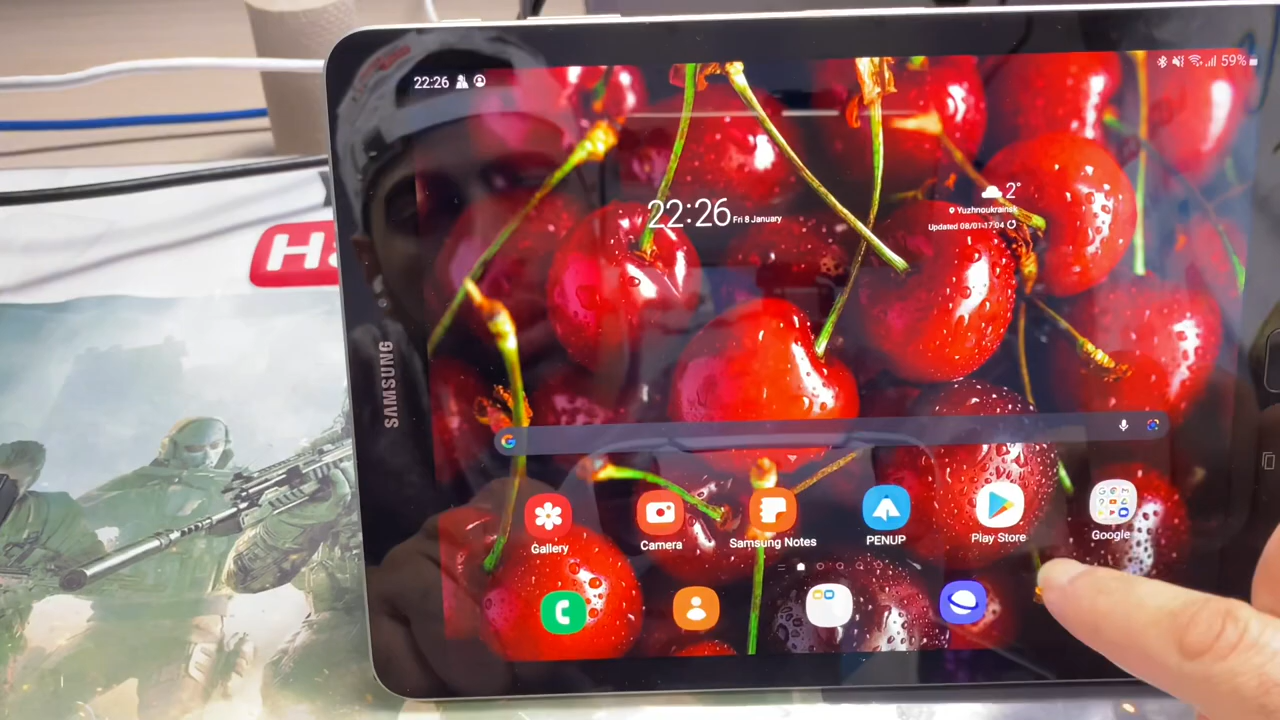 22:26
59%
2°
Yuzhnoukrainsk
Updated 08/01 17:04
22:26 Fri 8 January
SAMSUNG
Gallery
Camera
Samsung Notes
PENUP
Play Store
Google